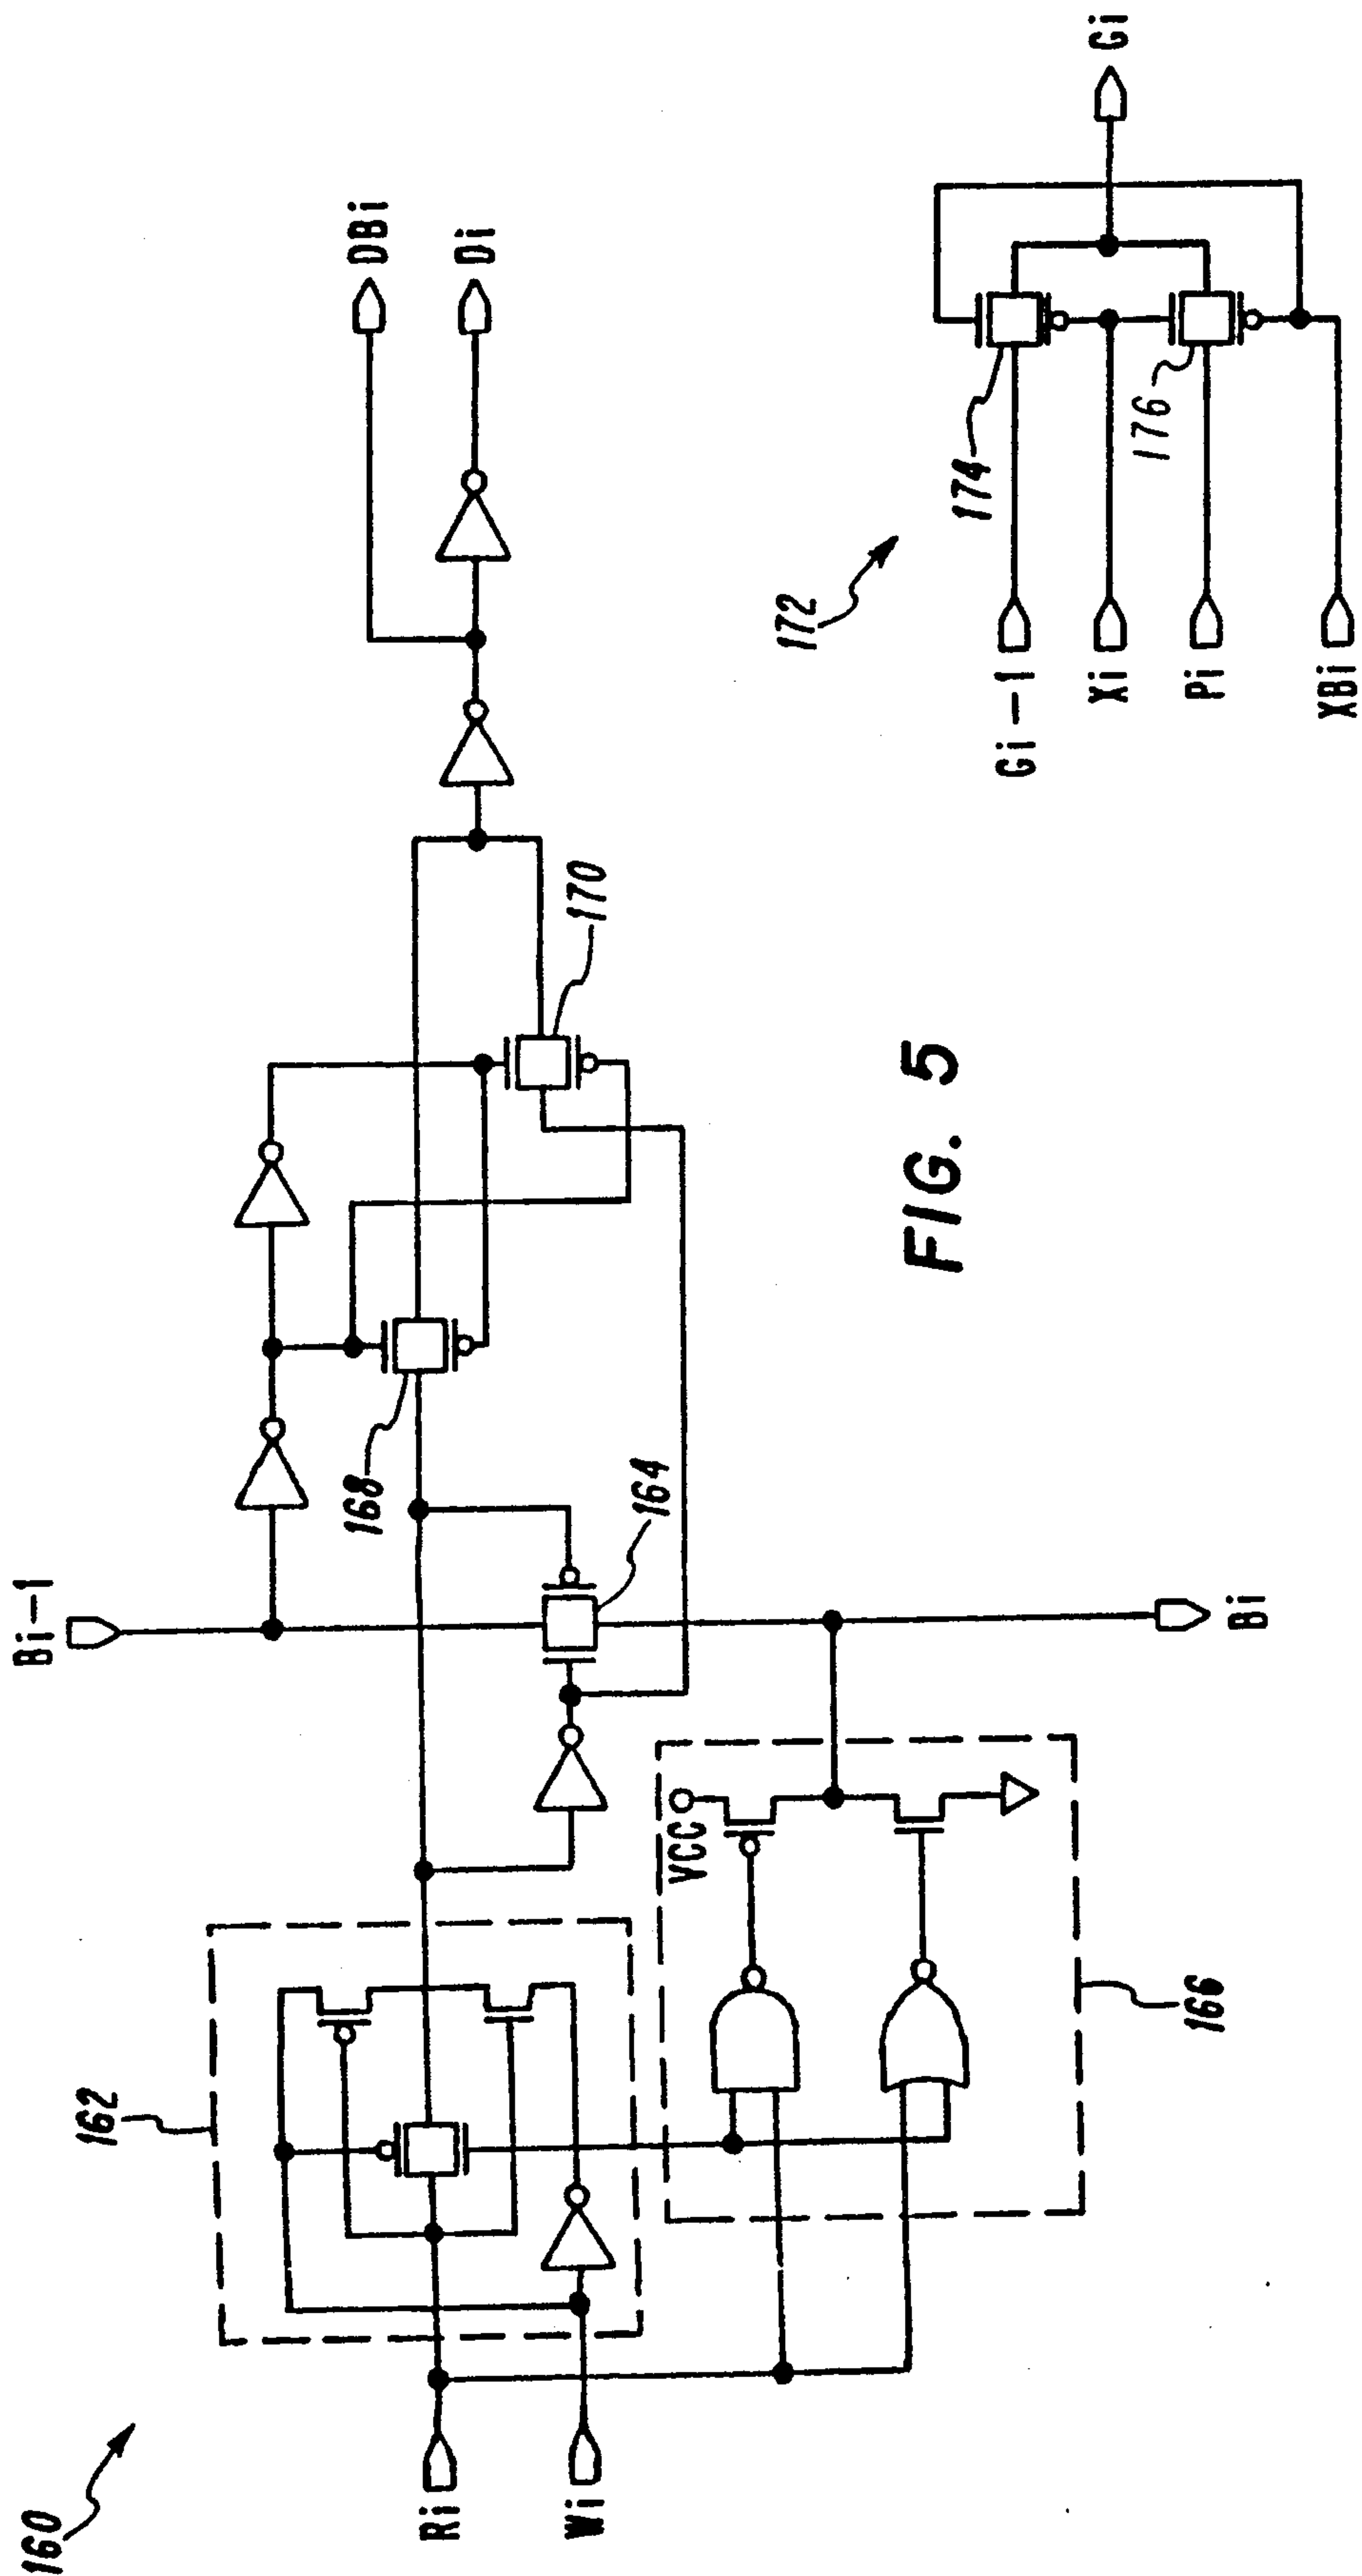 160
Ri
Wi
162
166
VCC
Bi-1
Bi
164
168
170
DBi
Di
FIG. 5
172
174
176
Gi-1
Xi
Pi
XBi
Gi